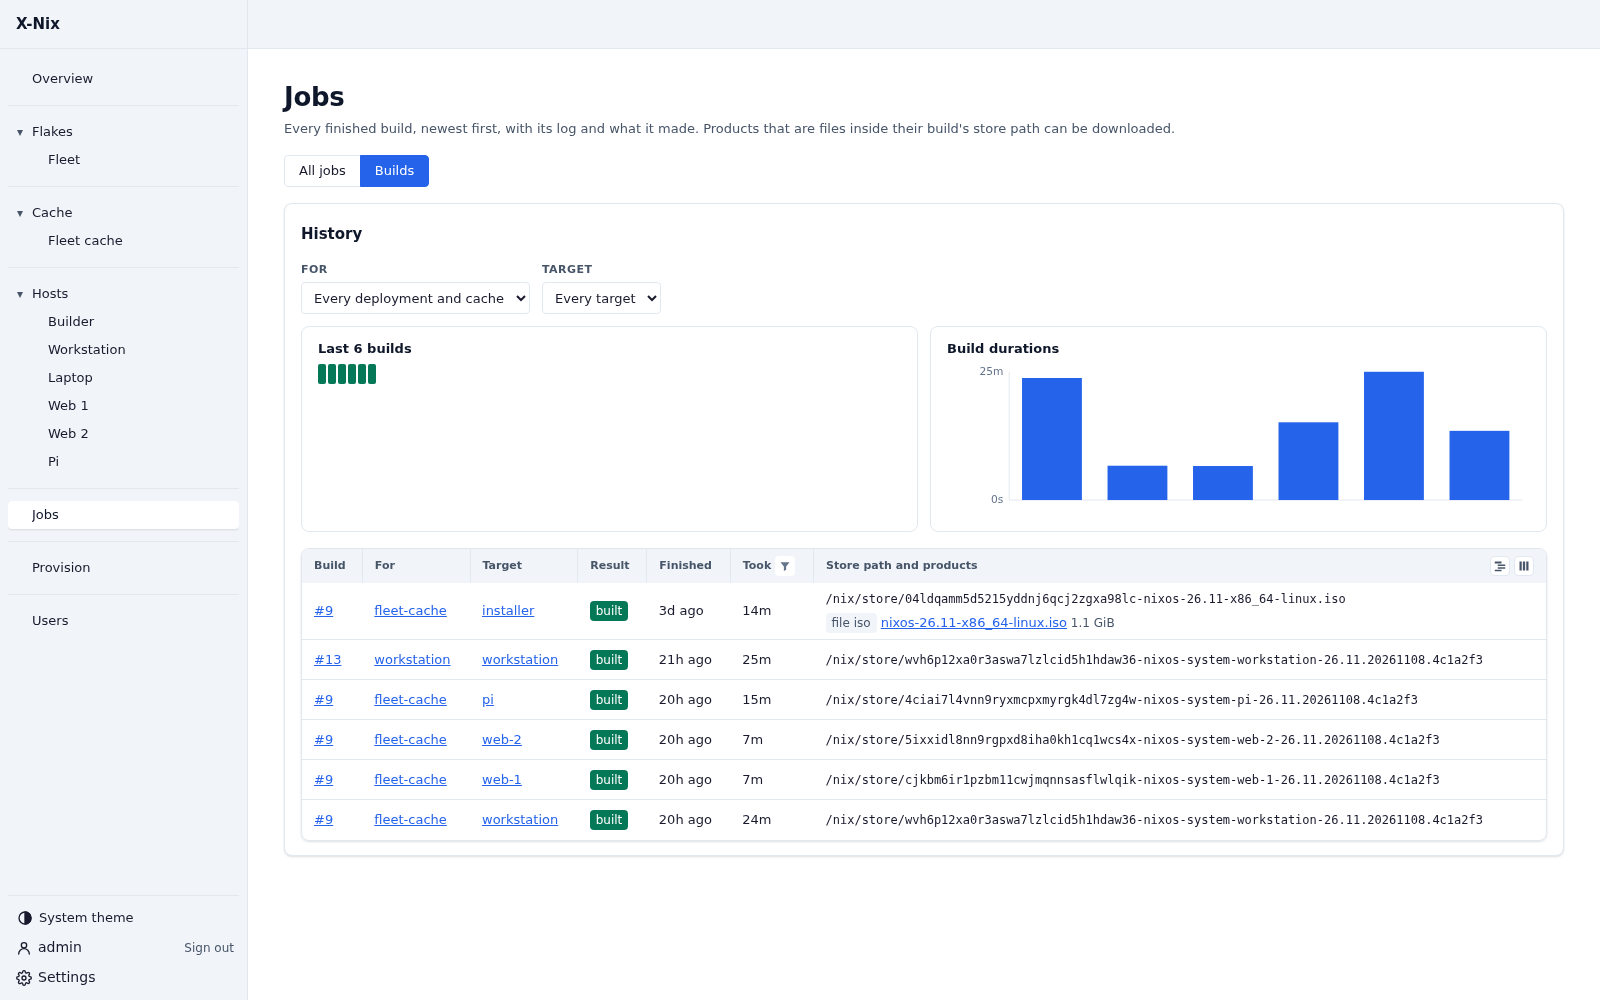 X-Nix
Overview
Flakes
Fleet
Cache
Fleet cache
Hosts
Builder
Workstation
Laptop
Web 1
Web 2
Pi
Jobs
Provision
Users
System theme
admin Sign out
Settings
Jobs
Every finished build, newest first, with its log and what it made. Products that are files inside their build's store path can be downloaded.
All jobs Builds
History
FOR TARGET
Every deployment and cache Every target
Last 6 builds
Build durations
25m
0s
Build For Target Result Finished Took Store path and products
#9 fleet-cache installer built 3d ago 14m /nix/store/04ldqamm5d5215yddnj6qcj2zgxa98lc-nixos-26.11-x86_64-linux.iso
file iso nixos-26.11-x86_64-linux.iso 1.1 GiB
#13 workstation workstation built 21h ago 25m /nix/store/wvh6p12xa0r3aswa7lzlcid5h1hdaw36-nixos-system-workstation-26.11.20261108.4c1a2f3
#9 fleet-cache pi built 20h ago 15m /nix/store/4ciai7l4vnn9ryxmcpxmyrgk4dl7zg4w-nixos-system-pi-26.11.20261108.4c1a2f3
#9 fleet-cache web-2 built 20h ago 7m /nix/store/5ixxidl8nn9rgpxd8iha0kh1cq1wcs4x-nixos-system-web-2-26.11.20261108.4c1a2f3
#9 fleet-cache web-1 built 20h ago 7m /nix/store/cjkbm6ir1pzbm11cwjmqnnsasflwlqik-nixos-system-web-1-26.11.20261108.4c1a2f3
#9 fleet-cache workstation built 20h ago 24m /nix/store/wvh6p12xa0r3aswa7lzlcid5h1hdaw36-nixos-system-workstation-26.11.20261108.4c1a2f3